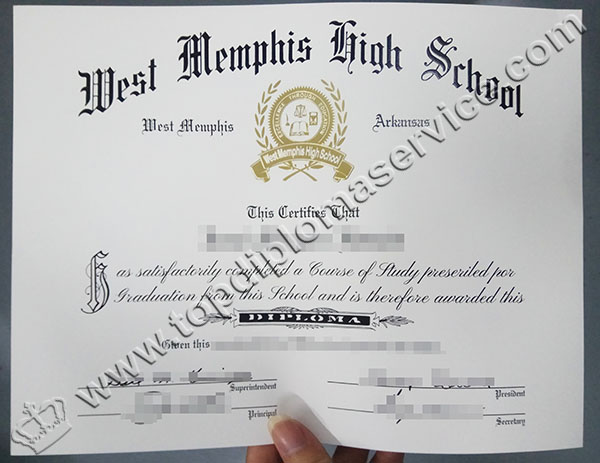 West Memphis High School
West Memphis
Arkansas
West Memphis High School
This Certifies That
Has satisfactorily completed a Course of Study preseriled por
Graduation from this School and is therefore awarded this
DIPLOMA
Given this
Superintendent
President
Principal
Secretary
www.topdiplomaservice.com